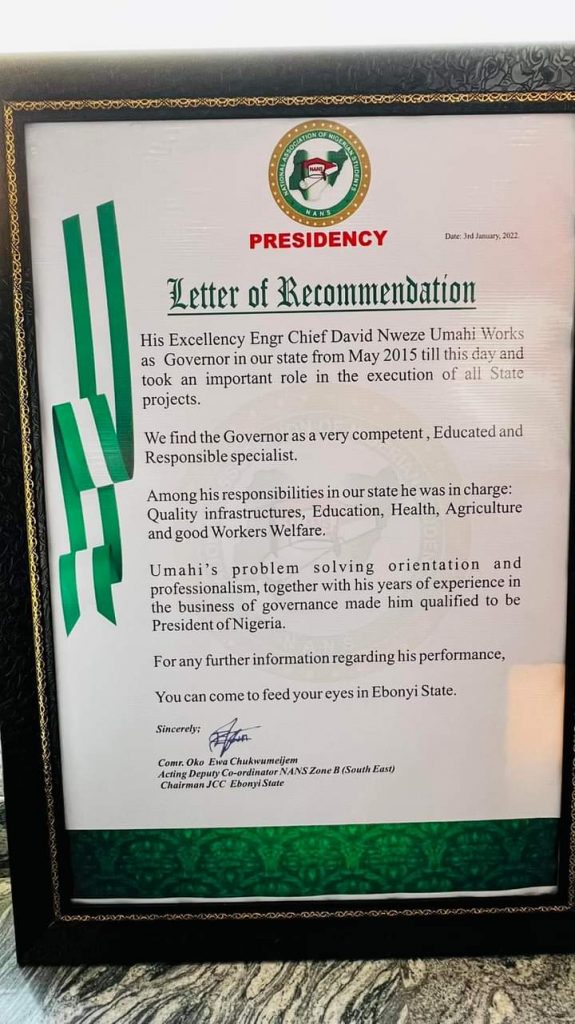 NATIONAL ASSOCIATION OF NIGERIAN STUDENTS
NANS
NANS
PRESIDENCY
Date: 3rd January, 2022.
Letter of Recommendation
His Excellency Engr Chief David Nweze Umahi Works
as Governor in our state from May 2015 till this day and
took an important role in the execution of all State
projects.
We find the Governor as a very competent , Educated and
Responsible specialist.
Among his responsibilities in our state he was in charge:
Quality infrastructures, Education, Health, Agriculture
and good Workers Welfare.
Umahi's problem solving orientation and
professionalism, together with his years of experience in
the business of governance made him qualified to be
President of Nigeria.
For any further information regarding his performance,
You can come to feed your eyes in Ebonyi State.
Sincerely;
Comr. Oko Ewa Chukwumeijem
Acting Deputy Co-ordinator NANS Zone B (South East)
Chairman JCC Ebonyi State